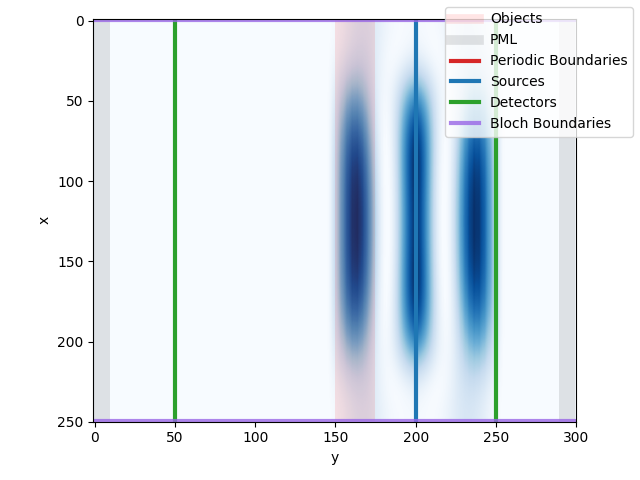 Objects
PML
Periodic Boundaries
Sources
Detectors
Bloch Boundaries
0
50
100
150
200
250
x
0
50
100
150
200
250
300
y